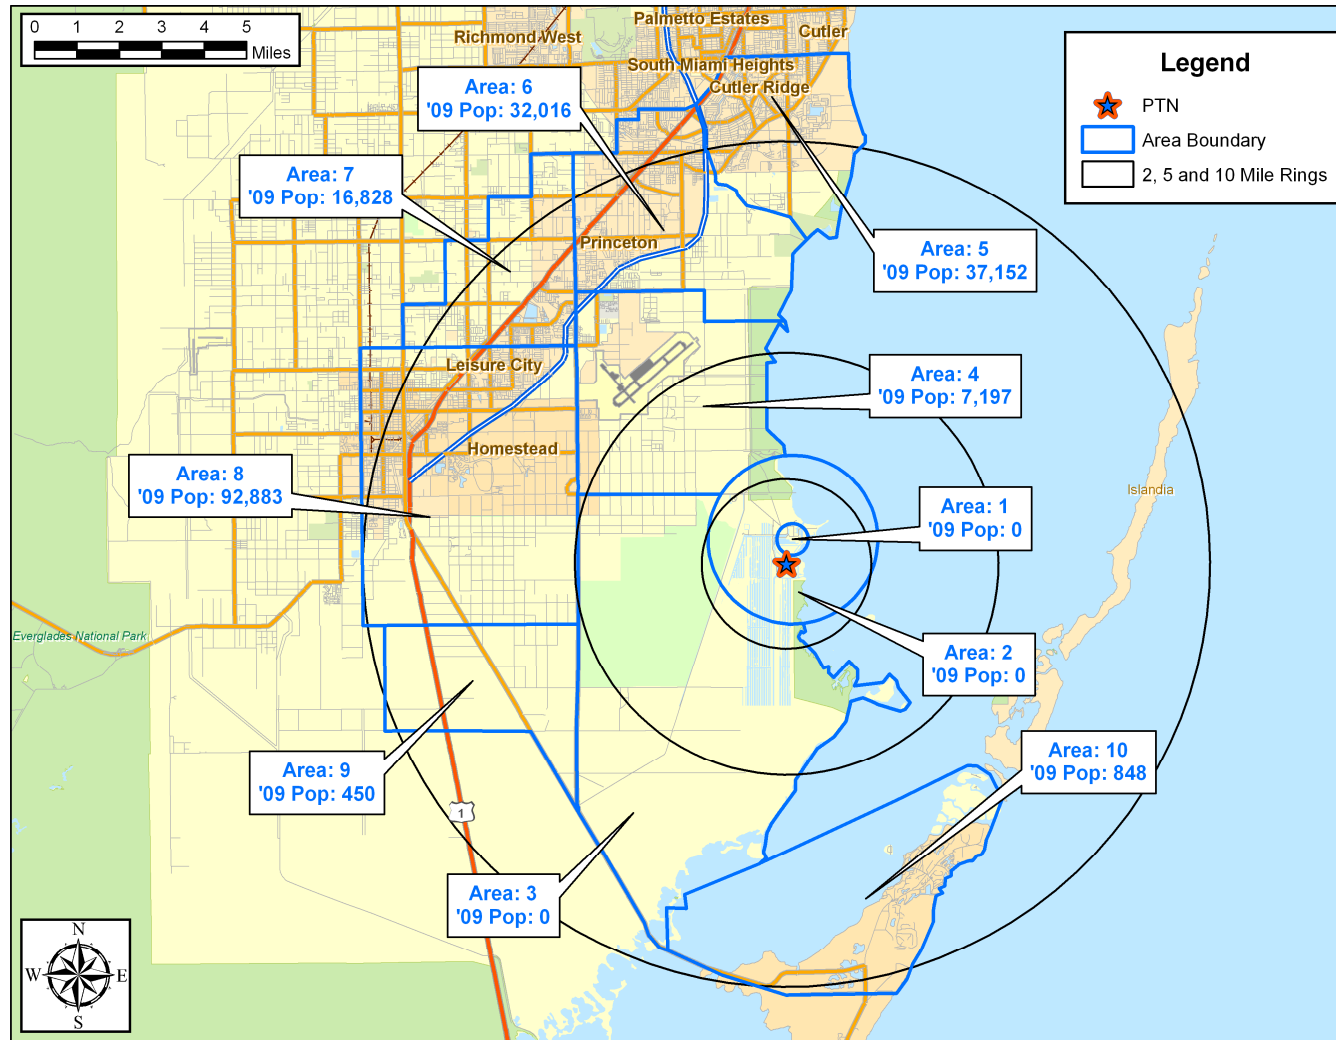 0 1 2 3 4 5
Miles
Palmetto Estates
Richmond West
Cutler
South Miami Heights
Cutler Ridge
Legend
PTN
Area Boundary
2, 5 and 10 Mile Rings
Area: 6
'09 Pop: 32,016
Area: 7
'09 Pop: 16,828
Princeton
Area: 5
'09 Pop: 37,152
Leisure City
Area: 4
'09 Pop: 7,197
Homestead
Area: 8
'09 Pop: 92,883
Islandia
Area: 1
'09 Pop: 0
Everglades National Park
Area: 2
'09 Pop: 0
Area: 9
'09 Pop: 450
Area: 10
'09 Pop: 848
1
Area: 3
'09 Pop: 0
N
W E
S